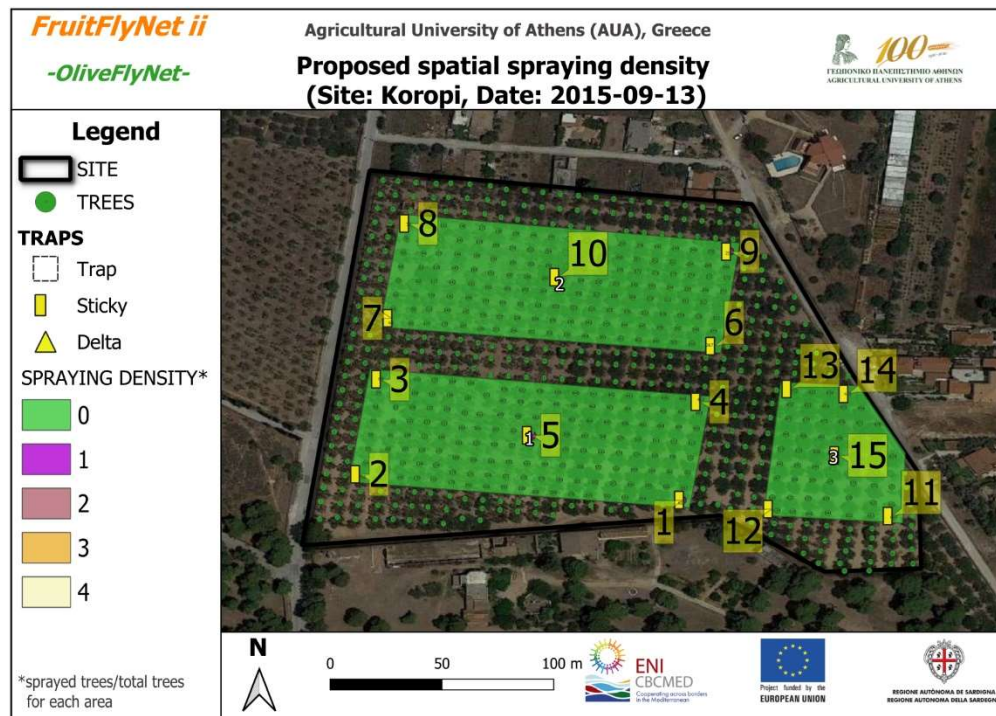 FruitFlyNet ii
-OliveFlyNet-
Agricultural University of Athens (AUA), Greece
Proposed spatial spraying density
(Site: Koropi, Date: 2015-09-13)
100
ΓΕΩΠΟΝΙΚΟ ΠΑΝΕΠΙΣΤΗΜΙΟ ΑΘΗΝΩΝ
AGRICULTURAL UNIVERSITY OF ATHENS
Legend
SITE
TREES
TRAPS
Trap
Sticky
Delta
SPRAYING DENSITY*
0
1
2
3
4
*sprayed trees/total trees
for each area
8
10
9
2
7
6
3
13
14
4
1
5
15
3
2
1
12
11
N
0
50
100 m
ENI
CBCMED
Cooperating across borders
in the Mediterranean
Project funded by the
EUROPEAN UNION
REGIONE AUTÒNOMA DE SARDIGNA
REGIONE AUTONOMA DELLA SARDEGNA